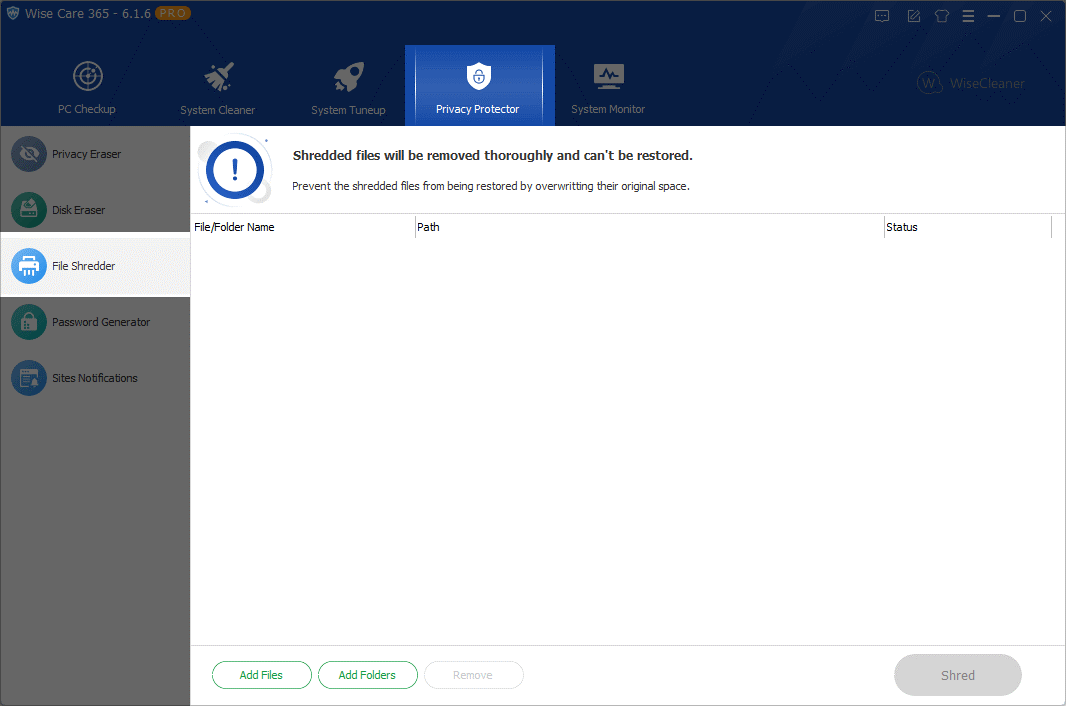 Wise Care 365 - 6.1.6 PRO
PC Checkup
System Cleaner
System Tuneup
Privacy Protector
System Monitor
W WiseCleaner
Privacy Eraser
Disk Eraser
File Shredder
Password Generator
Sites Notifications
Shredded files will be removed thoroughly and can't be restored.
Prevent the shredded files from being restored by overwritting their original space.
File/Folder Name Path Status
Add Files Add Folders Remove Shred